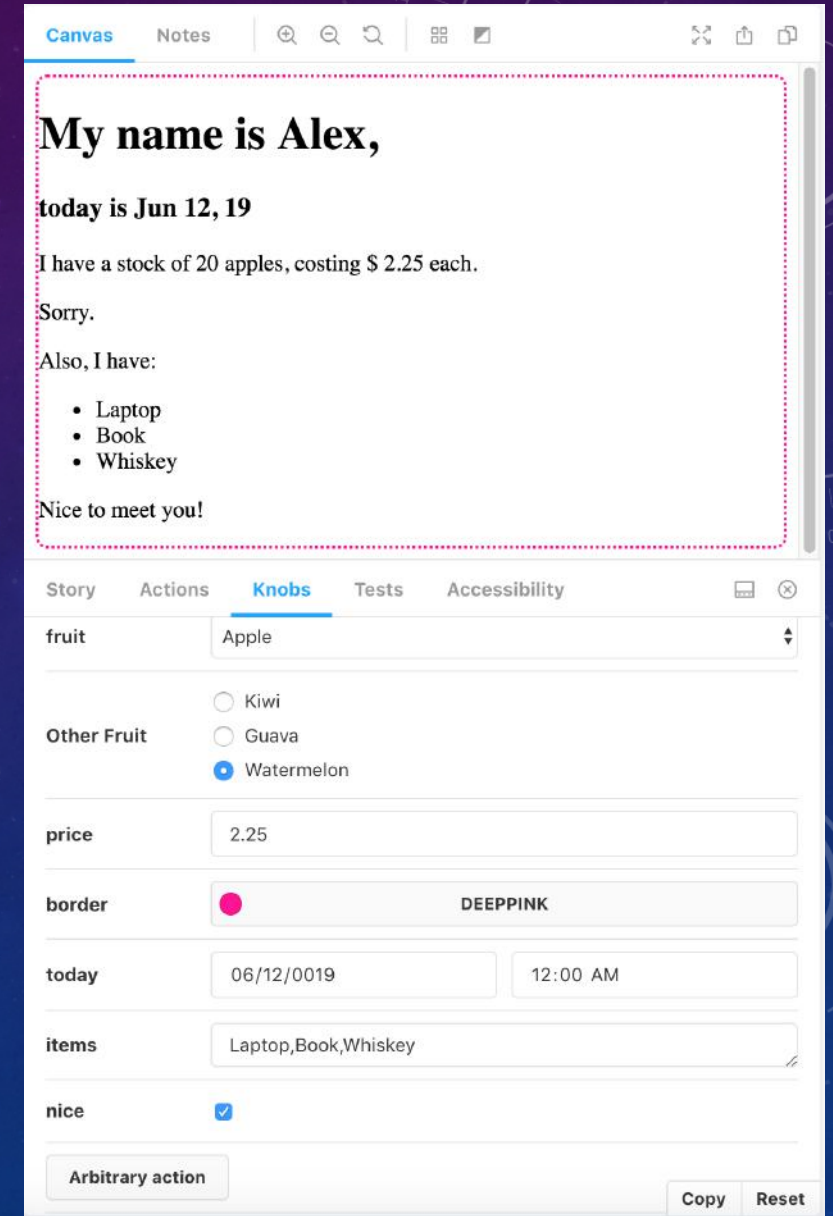 Canvas Notes
My name is Alex,
today is Jun 12, 19
I have a stock of 20 apples, costing $ 2.25 each.
Sorry.
Also, I have:
• Laptop
• Book
• Whiskey
Nice to meet you!
Story Actions Knobs Tests Accessibility
fruit Apple
Other Fruit
Kiwi
Guava
Watermelon
price 2.25
border DEEPPINK
today 06/12/0019 12:00 AM
items Laptop,Book,Whiskey
nice
Arbitrary action
Copy Reset